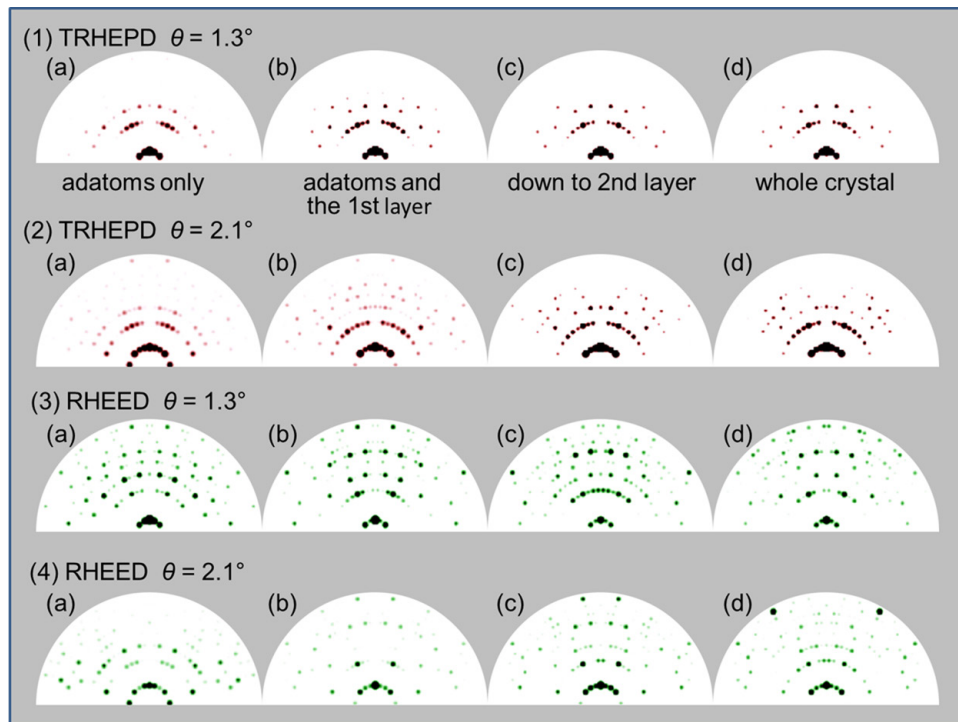 (1) TRHEPD θ = 1.3°
(a) (b) (c) (d)
adatoms only adatoms and the 1st layer down to 2nd layer whole crystal
(2) TRHEPD θ = 2.1°
(a) (b) (c) (d)
(3) RHEED θ = 1.3°
(a) (b) (c) (d)
(4) RHEED θ = 2.1°
(a) (b) (c) (d)